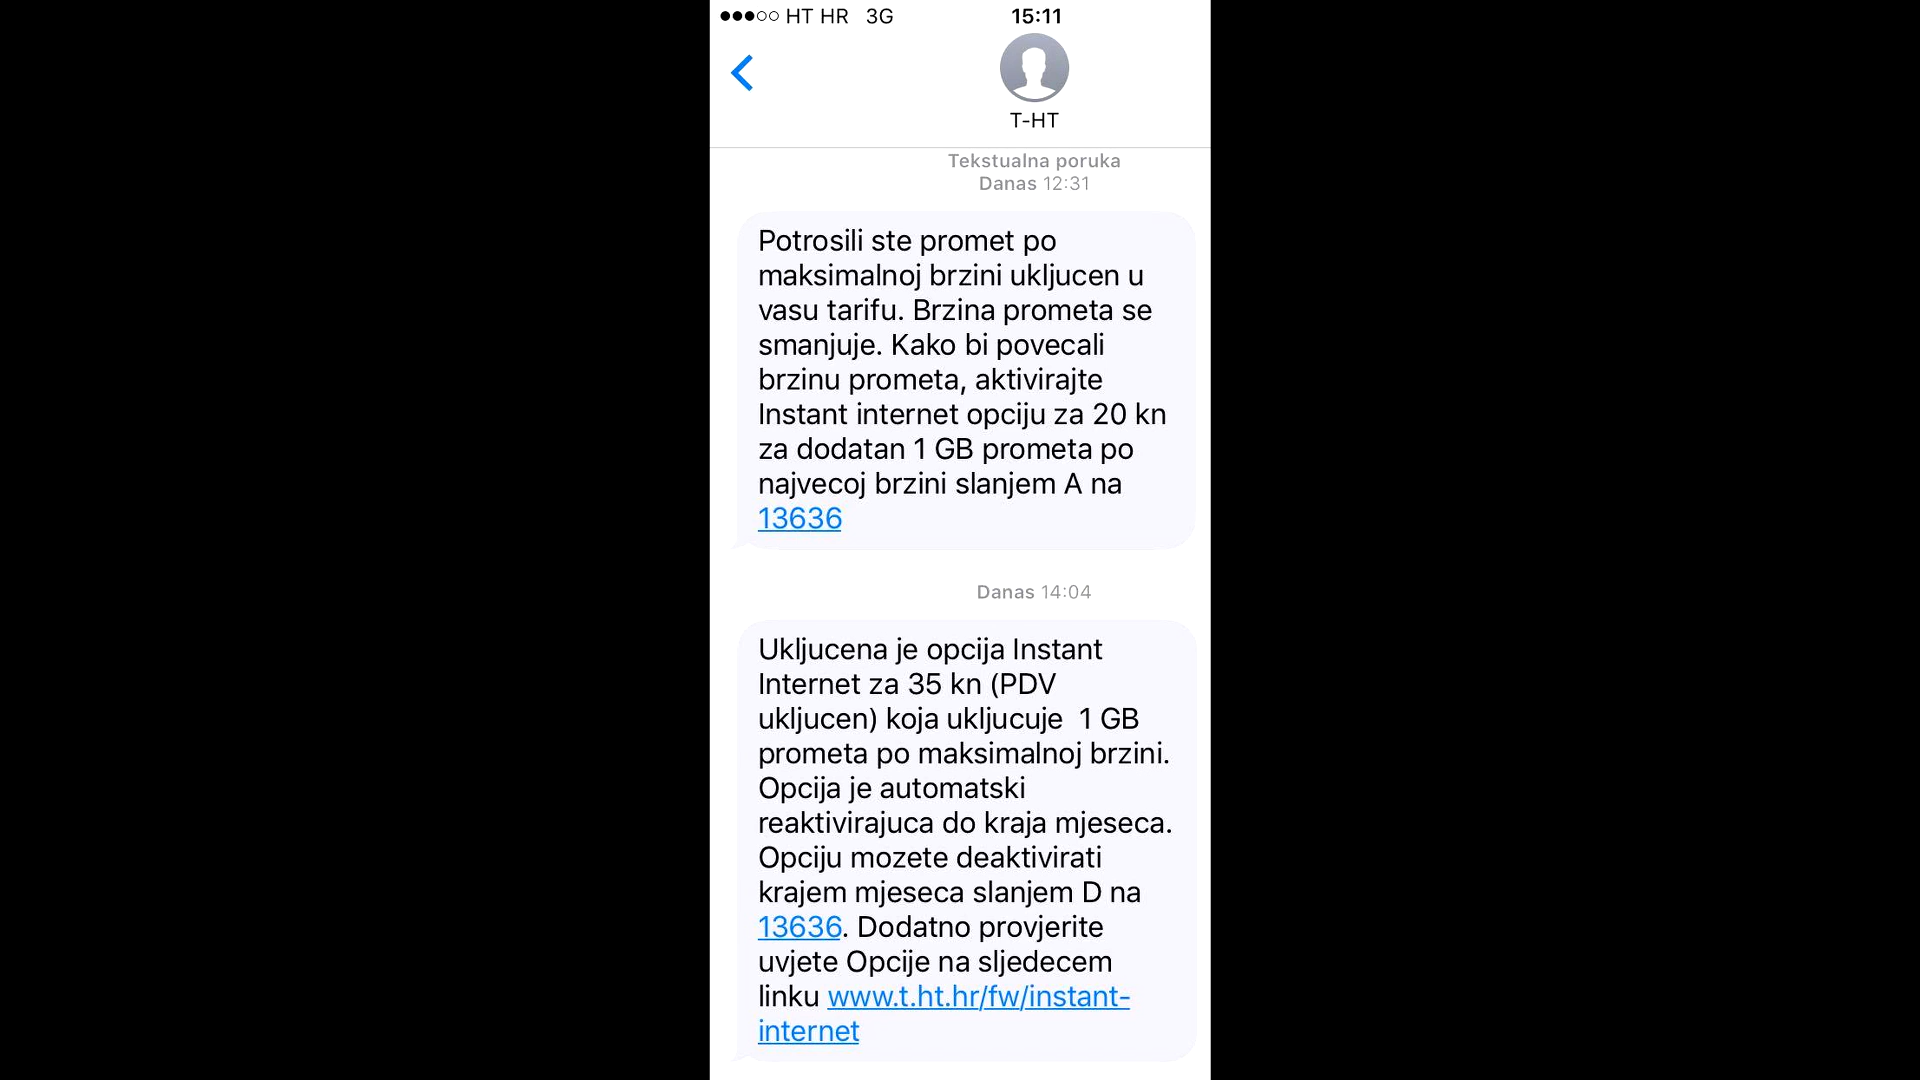 HT HR 3G 15:11
T-HT
Tekstualna poruka
Danas 12:31
Potrosili ste promet po
maksimalnoj brzini ukljucen u
vasu tarifu. Brzina prometa se
smanjuje. Kako bi povecali
brzinu prometa, aktivirajte
Instant internet opciju za 20 kn
za dodatan 1 GB prometa po
najvecoj brzini slanjem A na
13636
Danas 14:04
Ukljucena je opcija Instant
Internet za 35 kn (PDV
ukljucen) koja ukljucuje  1 GB
prometa po maksimalnoj brzini.
Opcija je automatski
reaktivirajuca do kraja mjeseca.
Opciju mozete deaktivirati
krajem mjeseca slanjem D na
13636. Dodatno provjerite
uvjete Opcije na sljedecem
linku www.t.ht.hr/fw/instant-
internet